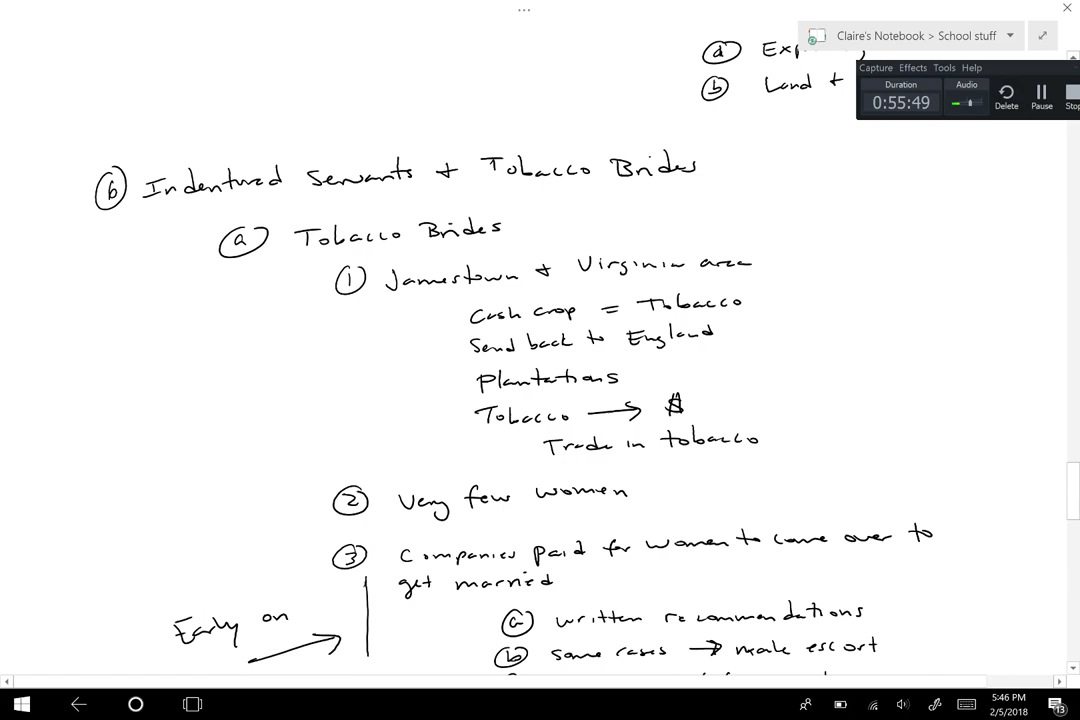 Claire's Notebook > School stuff
(a)
(b) Land +
Capture Effects Tools Help
Duration
0:55:49
Audio
Delete
Pause
Stop
(6) Indentured Servants + Tobacco Brides
(a) Tobacco Brides
(1) Jamestown + Virginia area
Cash crop = Tobacco
Send back to England
Plantations
Tobacco → $
Trade in tobacco
(2) Very few women
(3) Companies paid for women to come over to
get married
Early on
(a) written recommendations
(b) some cases → male escort
5:46 PM
2/5/2018
13